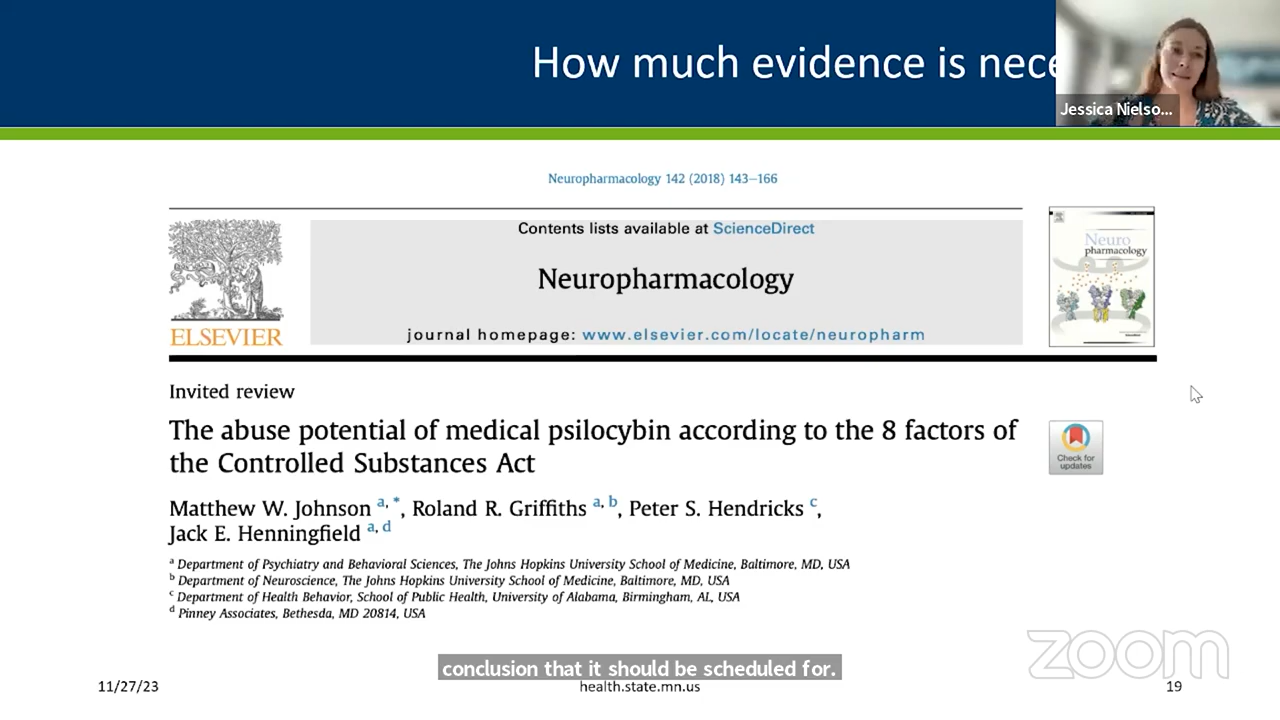 How much evidence is nece
Jessica Nielso...
Neuropharmacology 142 (2018) 143–166
Contents lists available at ScienceDirect
Neuropharmacology
journal homepage: www.elsevier.com/locate/neuropharm
ELSEVIER
Neuro
pharmacology
Invited review
The abuse potential of medical psilocybin according to the 8 factors of
the Controlled Substances Act
Check for
updates
Matthew W. Johnson a, *, Roland R. Griffiths a, b, Peter S. Hendricks c,
Jack E. Henningfield a, d
a Department of Psychiatry and Behavioral Sciences, The Johns Hopkins University School of Medicine, Baltimore, MD, USA
b Department of Neuroscience, The Johns Hopkins University School of Medicine, Baltimore, MD, USA
c Department of Health Behavior, School of Public Health, University of Alabama, Birmingham, AL, USA
d Pinney Associates, Bethesda, MD 20814, USA
conclusion that it should be scheduled for.
zoom
11/27/23
health.state.mn.us
19